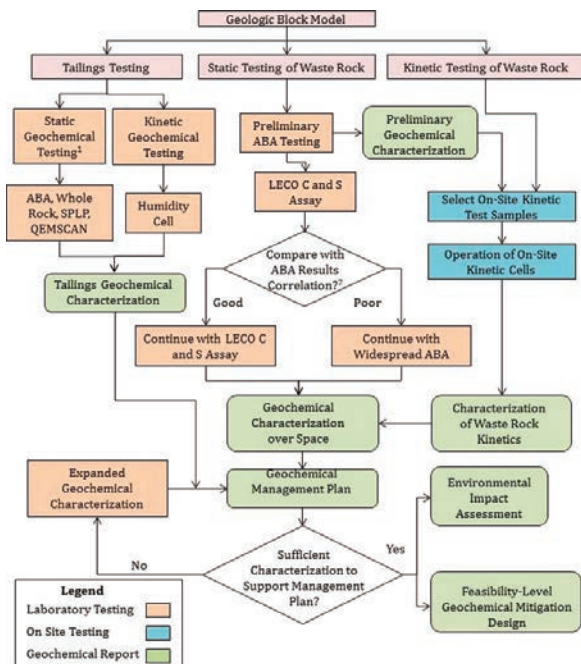 Geologic Block Model
Tailings Testing
Static Testing of Waste Rock
Kinetic Testing of Waste Rock
Static
Geochemical
Testing¹
Kinetic
Geochemical
Testing
Preliminary
ABA Testing
Preliminary
Geochemical
Characterization
ABA, Whole
Rock, SPLP,
QEMSCAN
Humidity
Cell
LECO C and S
Assay
Select On-Site Kinetic
Test Samples
Operation of On-Site
Kinetic Cells
Tailings Geochemical
Characterization
Compare with
ABA Results
Correlation?²
Good
Poor
Continue with LECO C
and S Assay
Continue with
Widespread ABA
Geochemical
Characterization
over Space
Characterization
of Waste Rock
Kinetics
Expanded
Geochemical
Characterization
Geochemical
Management Plan
Environmental
Impact
Assessment
No
Sufficient
Characterization to
Support Management
Plan?
Yes
Feasibility-Level
Geochemical Mitigation
Design
Legend
Laboratory Testing
On Site Testing
Geochemical Report